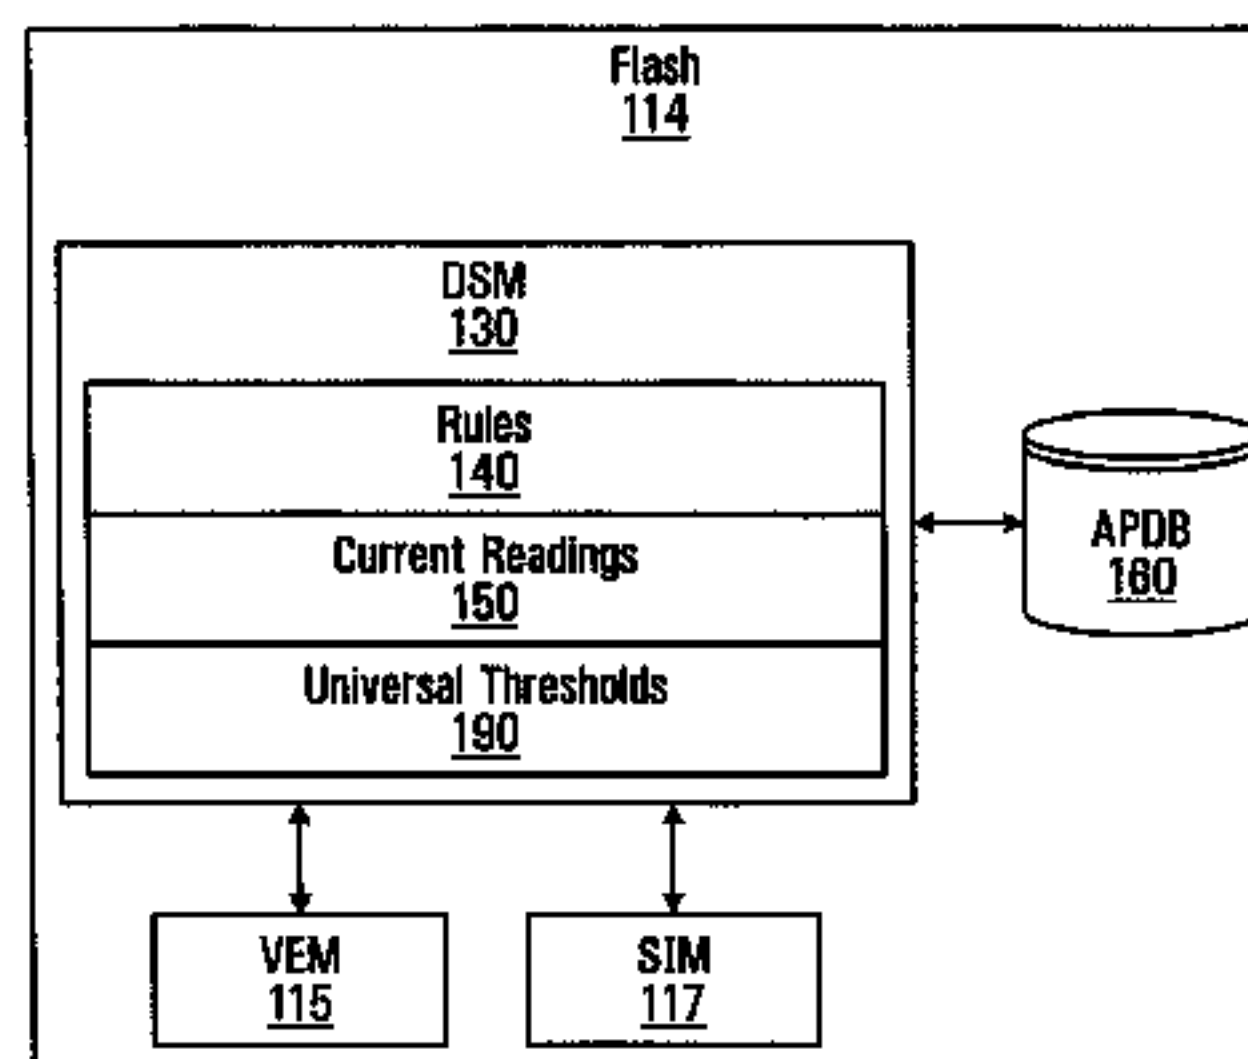 Flash
114
DSM
130
Rules
140
Current Readings
150
Universal Thresholds
190
APDB
160
VEM
115
SIM
117